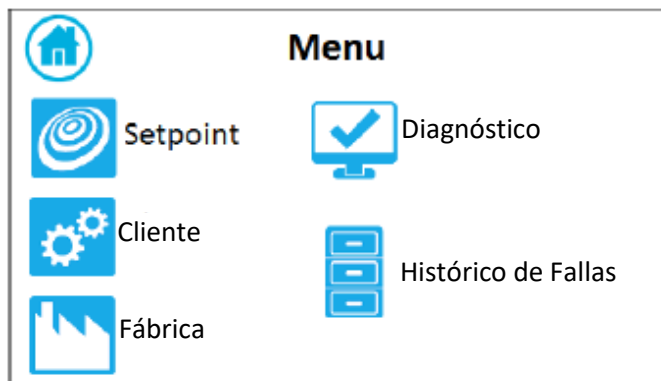 Menu
Setpoint
Diagnóstico
Cliente
Histórico de Fallas
Fábrica